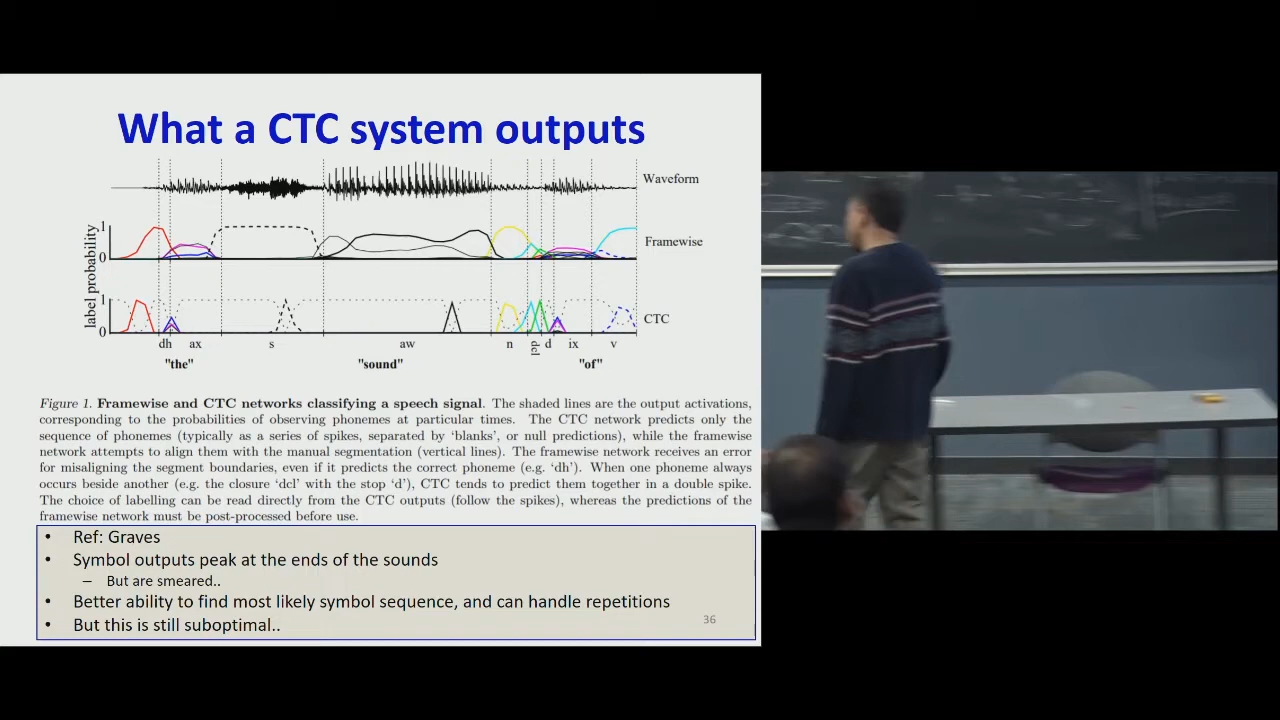 What a CTC system outputs
Waveform
label probability
1
0
Framewise
1
0
CTC
dh ax s aw n dcl d ix v
"the" "sound" "of"
Figure 1. Framewise and CTC networks classifying a speech signal. The shaded lines are the output activations,
corresponding to the probabilities of observing phonemes at particular times. The CTC network predicts only the
sequence of phonemes (typically as a series of spikes, separated by ‘blanks’, or null predictions), while the framewise
network attempts to align them with the manual segmentation (vertical lines). The framewise network receives an error
for misaligning the segment boundaries, even if it predicts the correct phoneme (e.g. ‘dh’). When one phoneme always
occurs beside another (e.g. the closure ‘dcl’ with the stop ‘d’), CTC tends to predict them together in a double spike.
The choice of labelling can be read directly from the CTC outputs (follow the spikes), whereas the predictions of the
framewise network must be post-processed before use.
• Ref: Graves
• Symbol outputs peak at the ends of the sounds
– But are smeared..
• Better ability to find most likely symbol sequence, and can handle repetitions
• But this is still suboptimal..
36